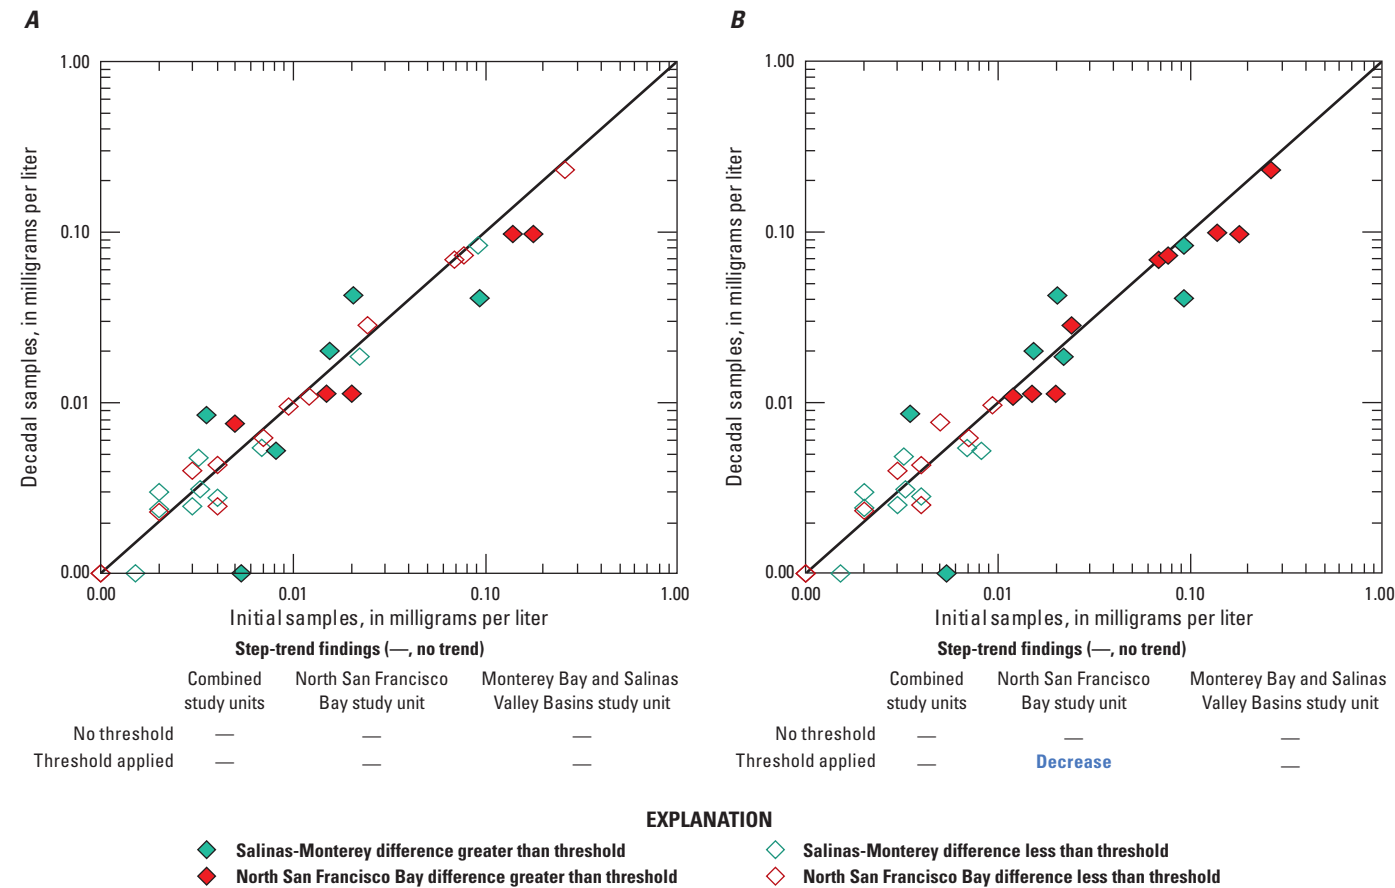 A
1.00
0.10
0.01
0.00
Decadal samples, in milligrams per liter
0.00 0.01 0.10 1.00
Initial samples, in milligrams per liter
Step-trend findings (—, no trend)
Combined study units
North San Francisco Bay study unit
Monterey Bay and Salinas Valley Basins study unit
No threshold — — —
Threshold applied — — —
B
1.00
0.10
0.01
0.00
Decadal samples, in milligrams per liter
0.00 0.01 0.10 1.00
Initial samples, in milligrams per liter
Step-trend findings (—, no trend)
Combined study units
North San Francisco Bay study unit
Monterey Bay and Salinas Valley Basins study unit
No threshold — — —
Threshold applied — Decrease —
EXPLANATION
Salinas-Monterey difference greater than threshold
North San Francisco Bay difference greater than threshold
Salinas-Monterey difference less than threshold
North San Francisco Bay difference less than threshold